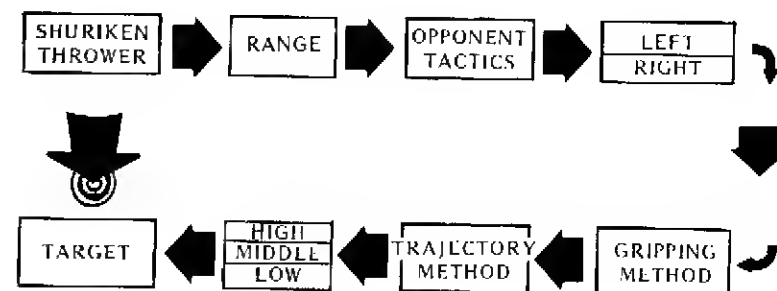 SHURIKEN
THROWER
RANGE
OPPONENT
TACTICS
LEFT
RIGHT
GRIPPING
METHOD
TRAJECTORY
METHOD
HIGH
MIDDLE
LOW
TARGET